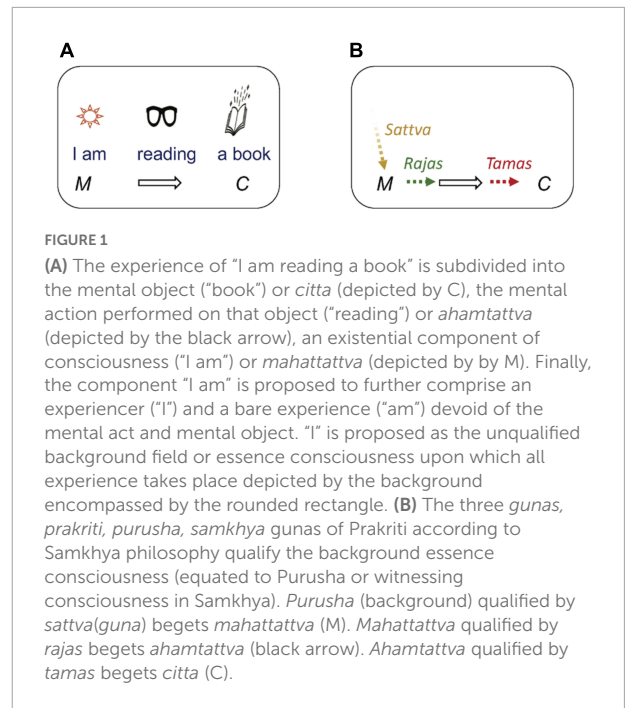 A
B
I am reading a book
M C
Sattva
Rajas Tamas
M C
FIGURE 1
(A) The experience of “I am reading a book” is subdivided into
the mental object (“book”) or citta (depicted by C), the mental
action performed on that object (“reading”) or ahamtattva
(depicted by the black arrow), an existential component of
consciousness (“I am”) or mahattattva (depicted by by M). Finally,
the component “I am” is proposed to further comprise an
experiencer (“I”) and a bare experience (“am”) devoid of the
mental act and mental object. “I” is proposed as the unqualified
background field or essence consciousness upon which all
experience takes place depicted by the background
encompassed by the rounded rectangle. (B) The three gunas,
prakriti, purusha, samkhya gunas of Prakriti according to
Samkhya philosophy qualify the background essence
consciousness (equated to Purusha or witnessing
consciousness in Samkhya). Purusha (background) qualified by
sattva(guna) begets mahattattva (M). Mahattattva qualified by
rajas begets ahamtattva (black arrow). Ahamtattva qualified by
tamas begets citta (C).